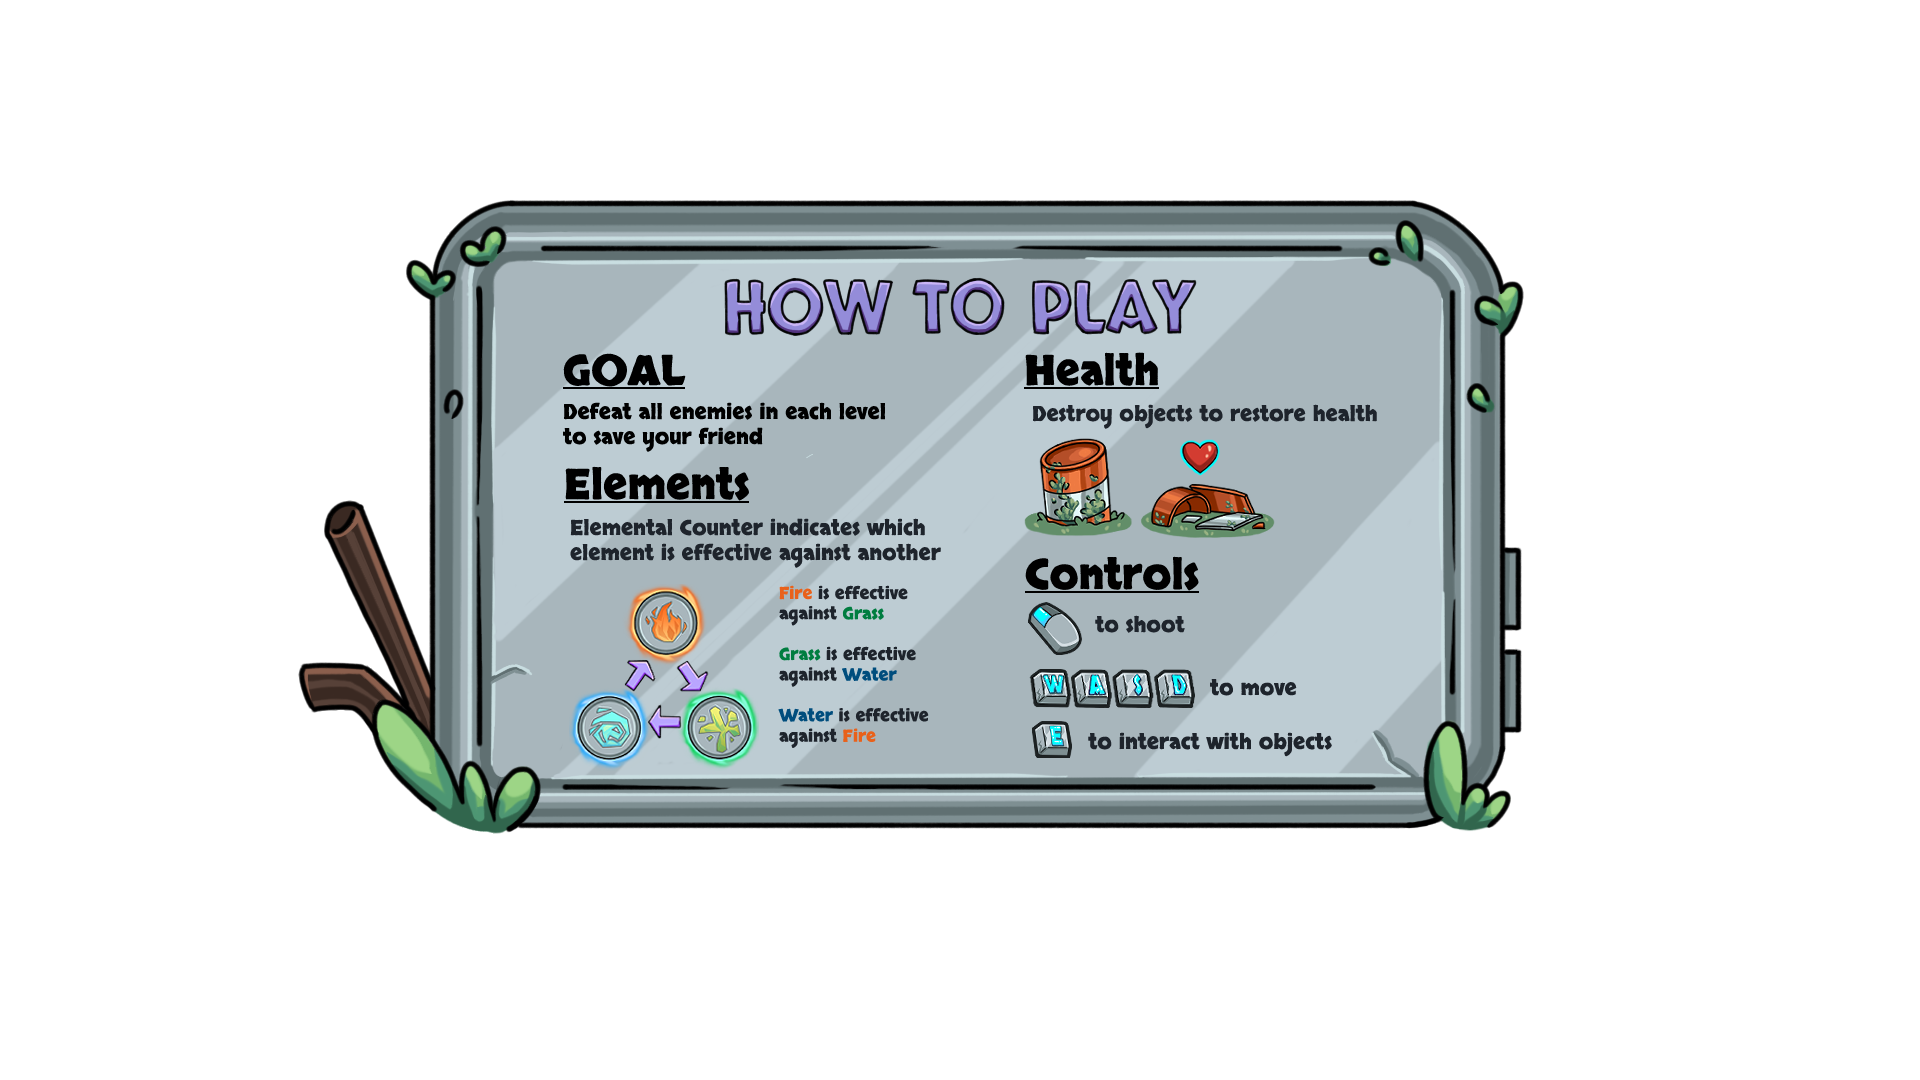 HOW TO PLAY
GOAL
Defeat all enemies in each level
to save your friend
Elements
Elemental Counter indicates which
element is effective against another
Fire is effective
against Grass
Grass is effective
against Water
Water is effective
against Fire
Health
Destroy objects to restore health
Controls
to shoot
W A S D to move
E to interact with objects